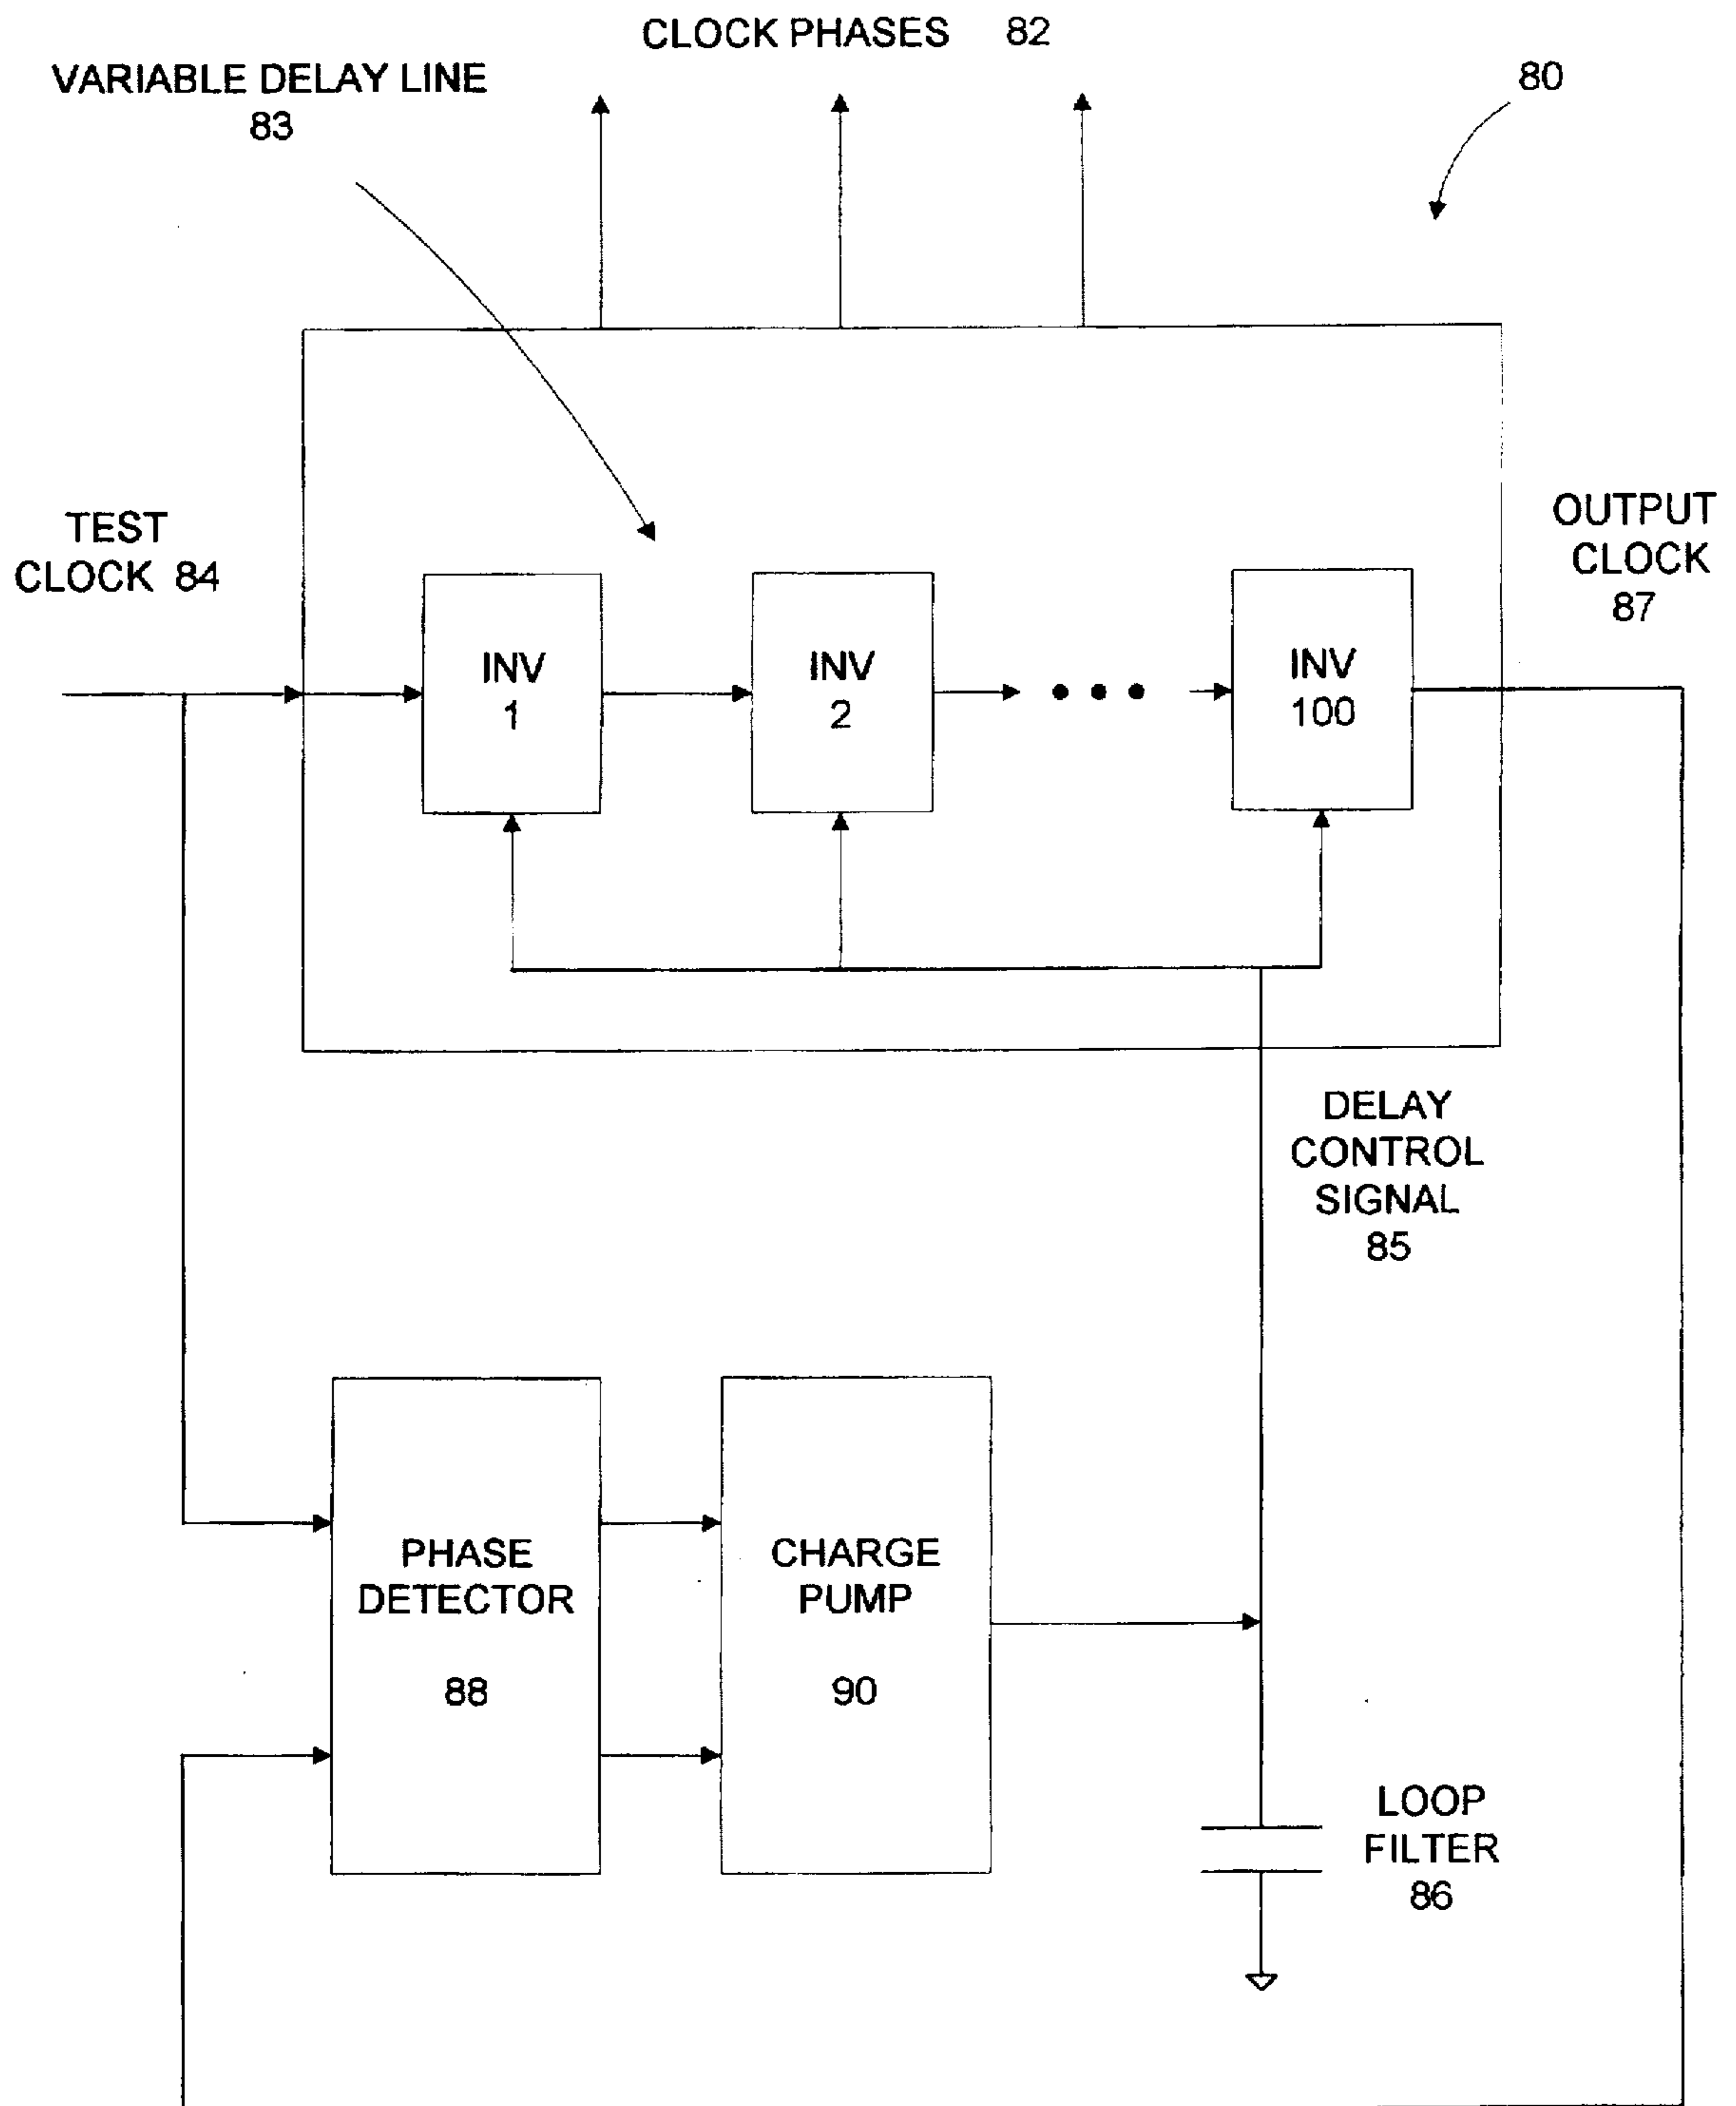 CLOCK PHASES 82
VARIABLE DELAY LINE
83
80
TEST
CLOCK 84
OUTPUT
CLOCK
87
INV
1
INV
2
INV
100
DELAY
CONTROL
SIGNAL
85
PHASE
DETECTOR
88
CHARGE
PUMP
90
LOOP
FILTER
86